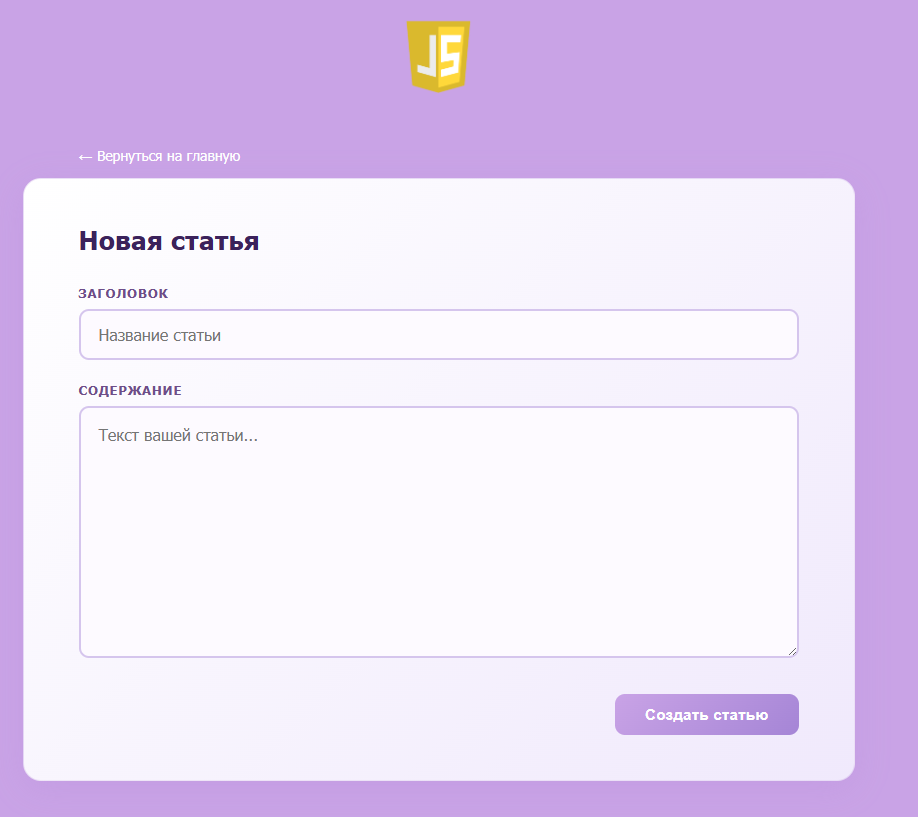 JS
← Вернуться на главную
Новая статья
ЗАГОЛОВОК
Название статьи
СОДЕРЖАНИЕ
Текст вашей статьи...
Создать статью